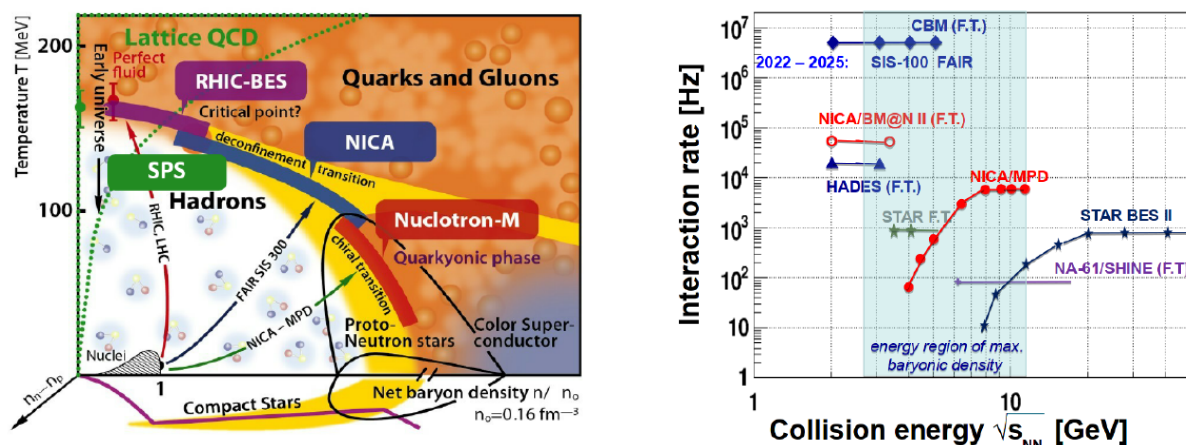 200
Temperature T [MeV]
100
Early universe
Lattice QCD
Perfect
fluid
RHIC-BES
Critical point?
Quarks and Gluons
deconfinement
transition
NICA
SPS
Hadrons
Nuclotron-M
Quarkyonic phase
chiral transition
RHIC, LHC
FAIR SIS 300
NICA – MPD
Proto-
Neutron stars
Color Super-
conductor
Nuclei
1
Net baryon density n/ n₀
n₀=0.16 fm⁻³
nₙ–nₚ
Compact Stars
Interaction rate [Hz]
10⁷
10⁶
10⁵
10⁴
10³
10²
10
1
CBM (F.T.)
2022 – 2025: SIS-100 FAIR
NICA/BM@N II (F.T.)
HADES (F.T.)
NICA/MPD
STAR F.T.
STAR BES II
NA-61/SHINE (F.T
energy region of max.
baryonic density
1
10
Collision energy √sNN [GeV]